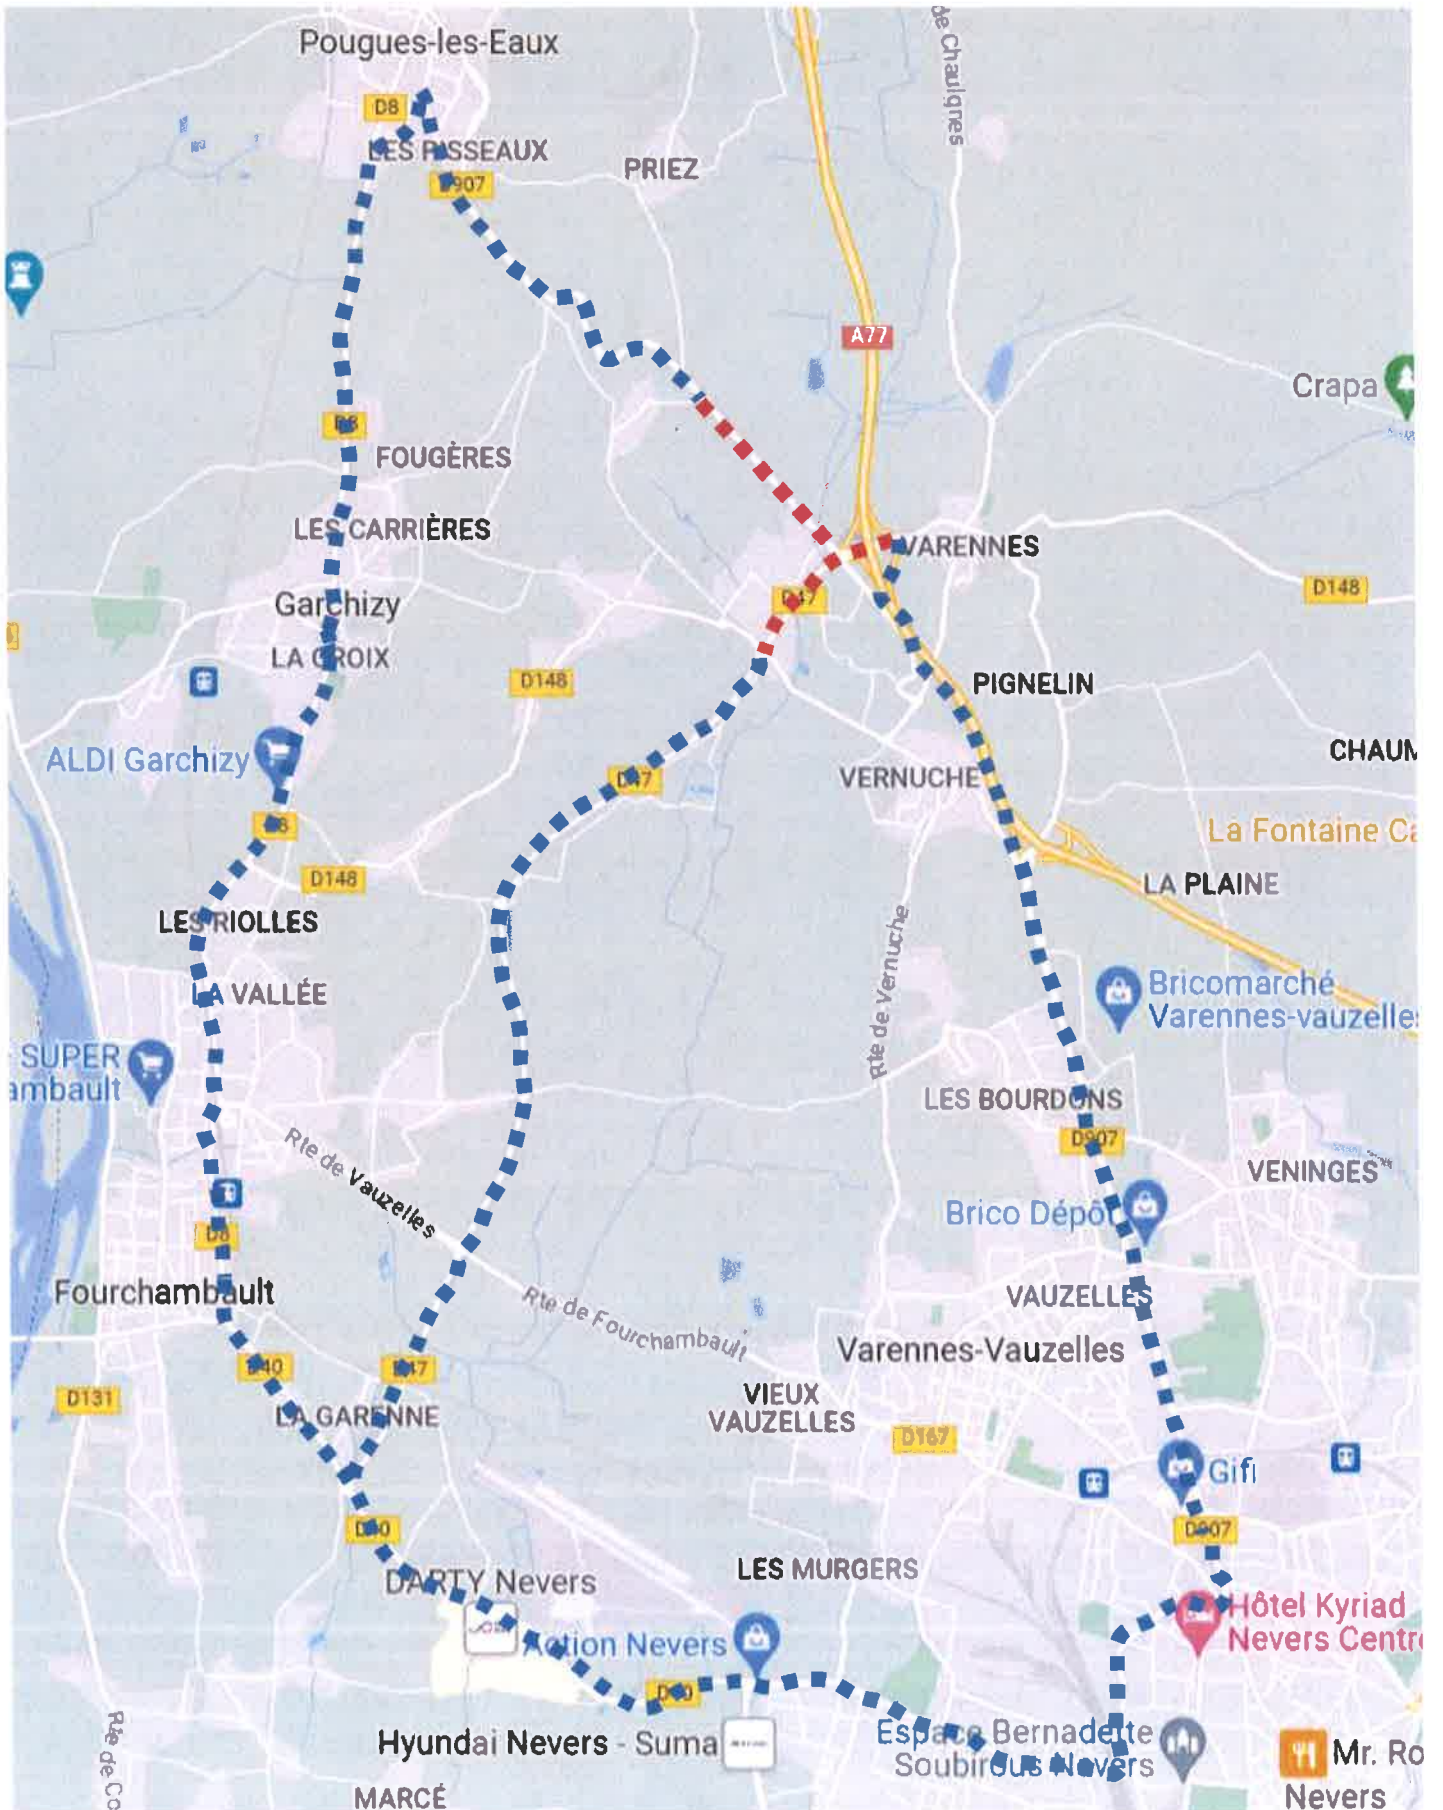 Pougues-les-Eaux
de Chaulgnes
D8
LES PISSEAUX
PRIEZ
D907
A77
Crapa
D8
FOUGÈRES
LES CARRIÈRES
VARENNES
D148
D47
Garchizy
LA CROIX
D148
PIGNELIN
ALDI Garchizy
CHAUM
D47
VERNUCHE
D8
La Fontaine Ca
D148
LA PLAINE
LES RIOLLES
Rte de Vernuche
LA VALLÉE
Bricomarché
Varennes-vauzelles
SUPER
ambault
LES BOURDONS
D907
Rte de Vauzelles
VENINGES
Brico Dépôt
D8
Fourchambault
VAUZELLES
Rte de Fourchambault
Varennes-Vauzelles
D40
D47
D131
VIEUX
VAUZELLES
LA GARENNE
D167
Gifi
D40
D907
LES MURGERS
DARTY Nevers
Hôtel Kyriad
Nevers Centre
Action Nevers
D40
Rte de Co
Hyundai Nevers - Suma
Espace Bernadette
Soubirous Nevers
Mr. Ro
Nevers
MARCÉ